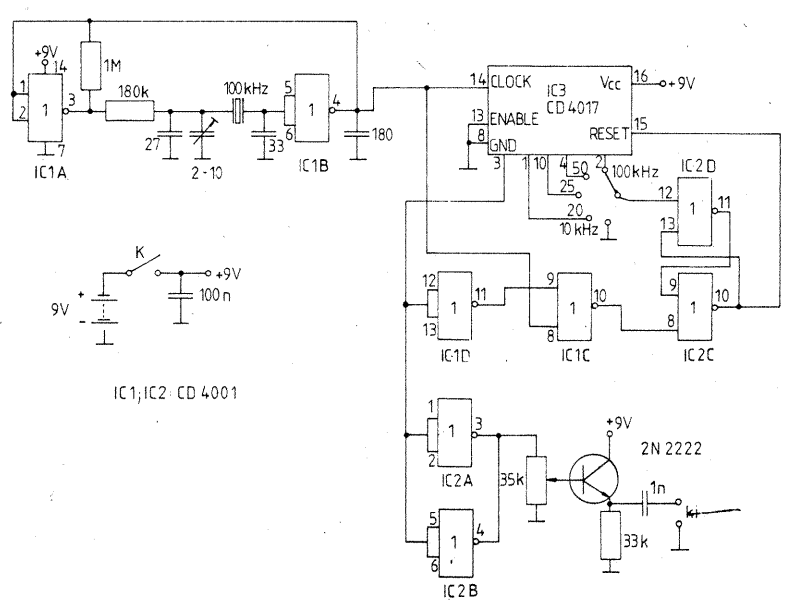 +9V
14
1
2
1
3
7
IC1A
1M
180k
27
2-10
100kHz
33
5
6
1
4
IC1B
180
14 CLOCK
IC3
CD 4017
Vcc 16 +9V
13 ENABLE
8 GND
RESET 15
3
1
10
4
2
50
25
20
10 kHz
100kHz
IC2D
12
13
1
11
K
+9V
9V
+
-
100n
IC1;IC2: CD 4001
12
13
1
11
IC1D
9
8
1
10
IC1C
9
8
1
10
IC2C
1
2
1
3
IC2A
5
6
1
4
IC2B
35k
+9V
2N 2222
1n
33k
ki